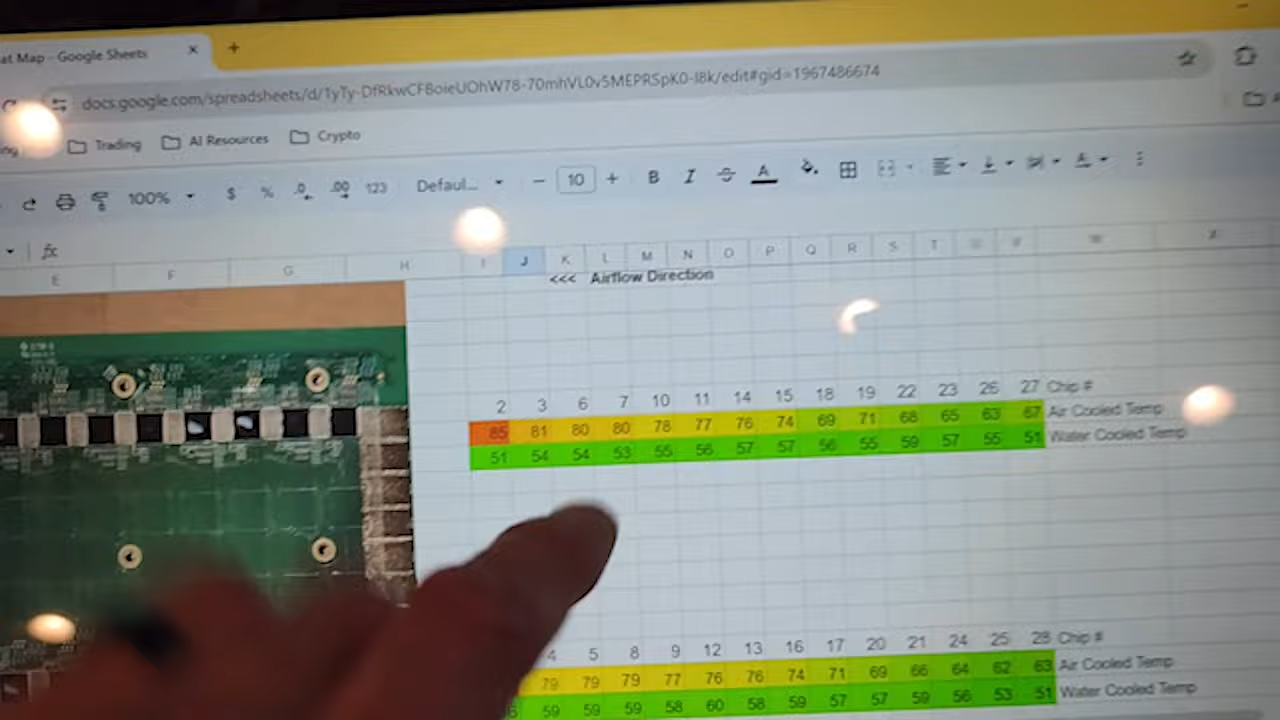 at Map - Google Sheets
docs.google.com/spreadsheets/d/1yTy-DfRkwCF8oieUOhW78-70mhVL0v5MEPRSpK0-I8k/edit#gid=1967486674
Trading AI Resources Crypto
100% $ % .0 .00 123 Defaul... − 10 + B I A
fx
E F G H I J K L M N O P Q R S T
<<< Airflow Direction
2 3 6 7 10 11 14 15 18 19 22 23 26 27 Chip #
85 81 80 80 78 77 76 74 69 71 68 65 63 67 Air Cooled Temp
51 54 54 53 55 56 57 57 56 55 59 57 55 51 Water Cooled Temp
4 5 8 9 12 13 16 17 20 21 24 25 28 Chip #
79 79 79 77 76 76 74 71 69 66 64 62 63 Air Cooled Temp
59 59 59 58 60 58 59 57 57 59 56 53 51 Water Cooled Temp